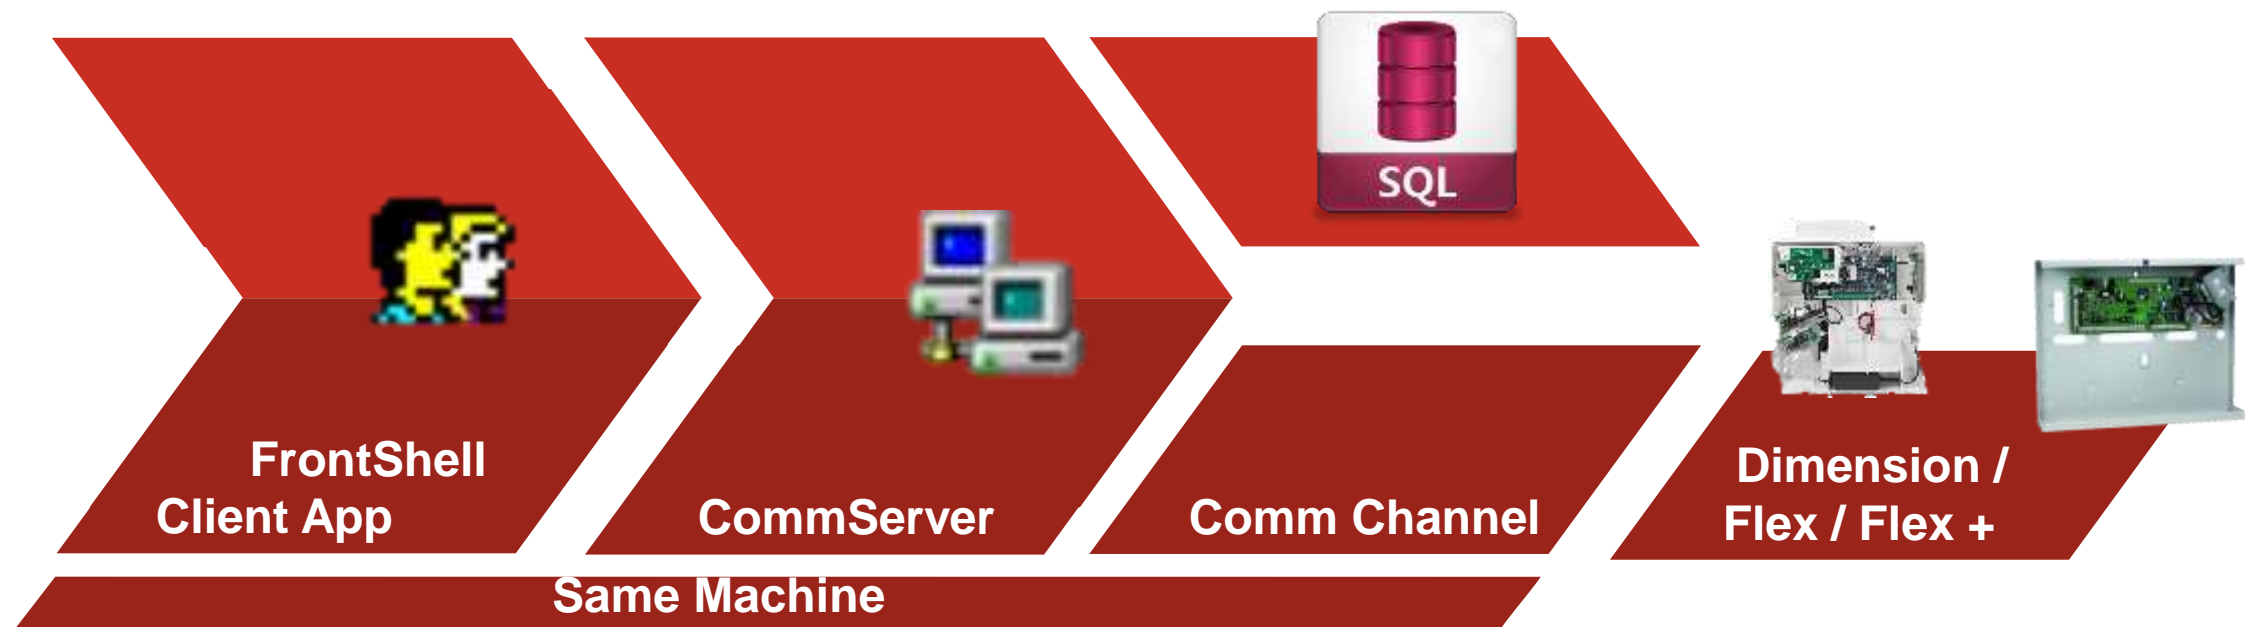 SQL
FrontShell
Client App
CommServer
Comm Channel
Dimension /
Flex / Flex +
Same Machine